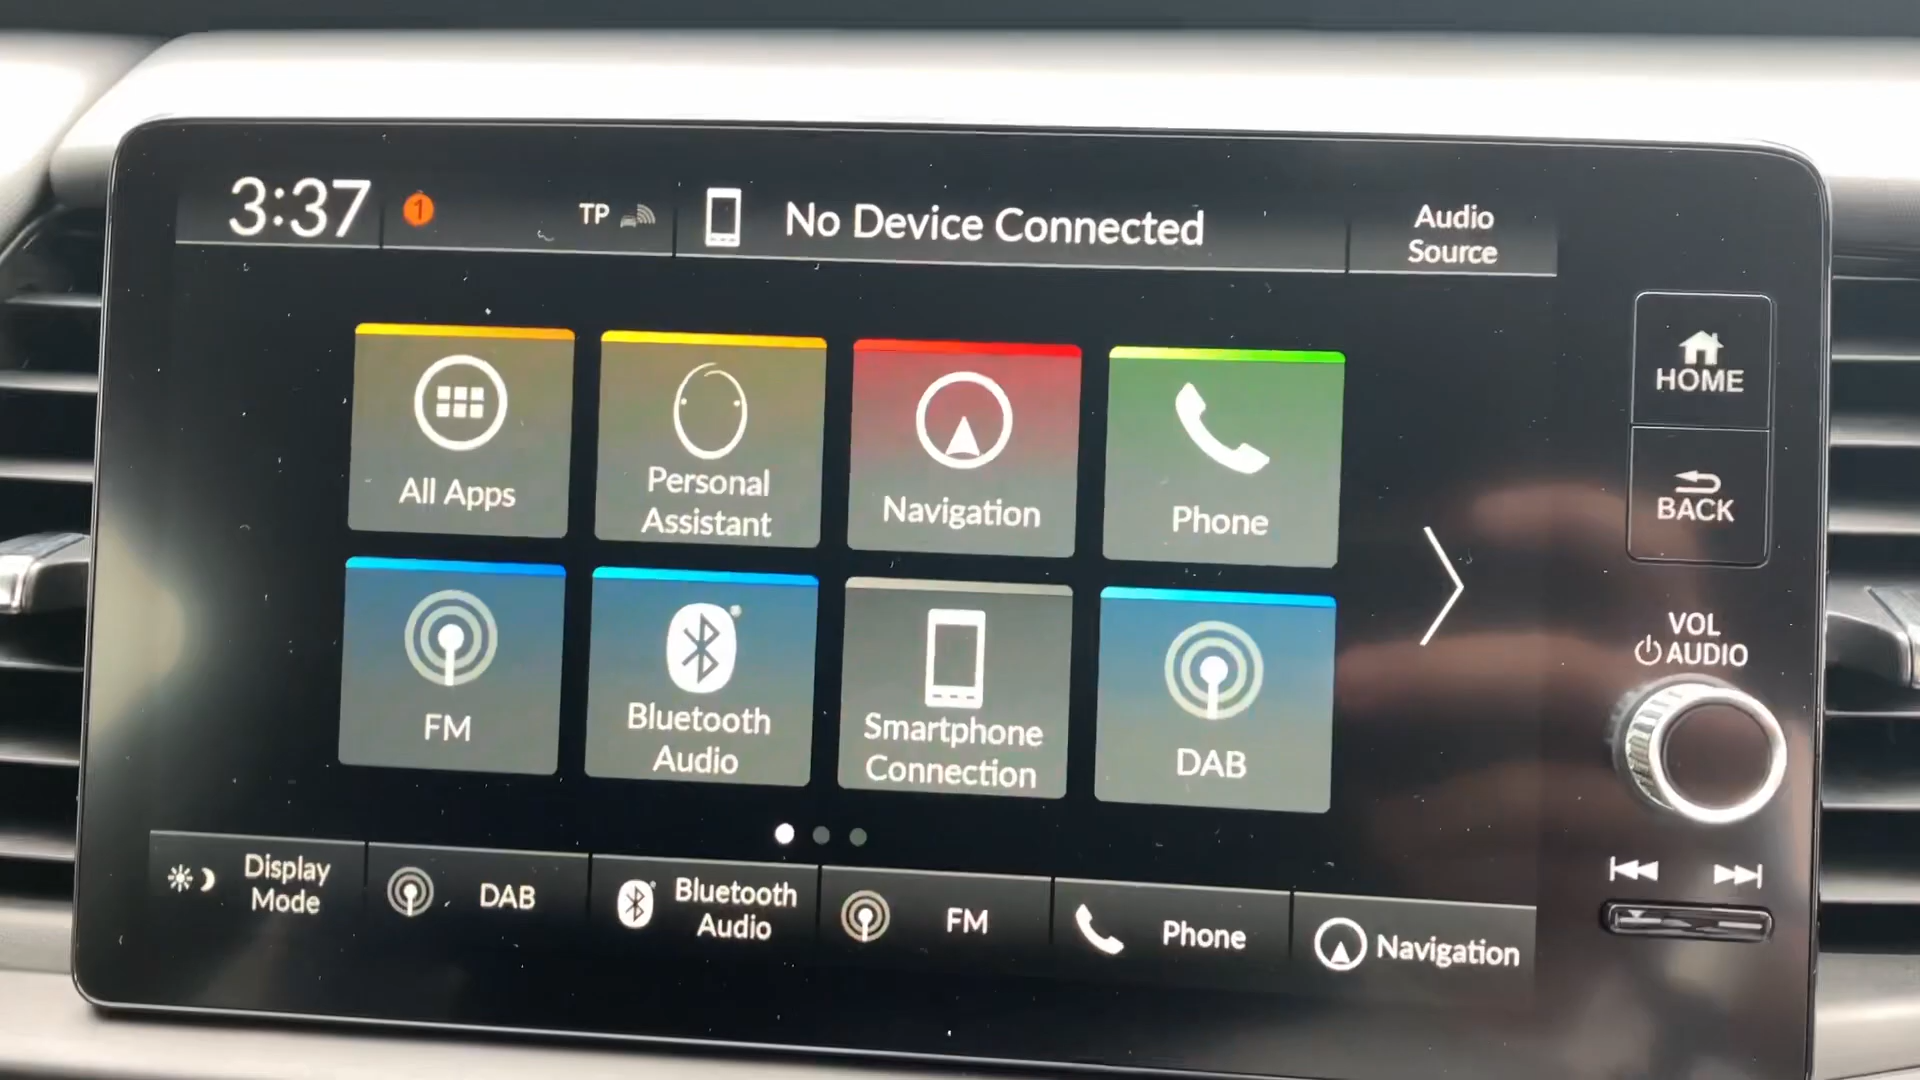 3:37
1
TP
No Device Connected
Audio
Source
All Apps
Personal
Assistant
Navigation
Phone
FM
Bluetooth
Audio
Smartphone
Connection
DAB
HOME
BACK
VOL
AUDIO
Display
Mode
DAB
Bluetooth
Audio
FM
Phone
Navigation